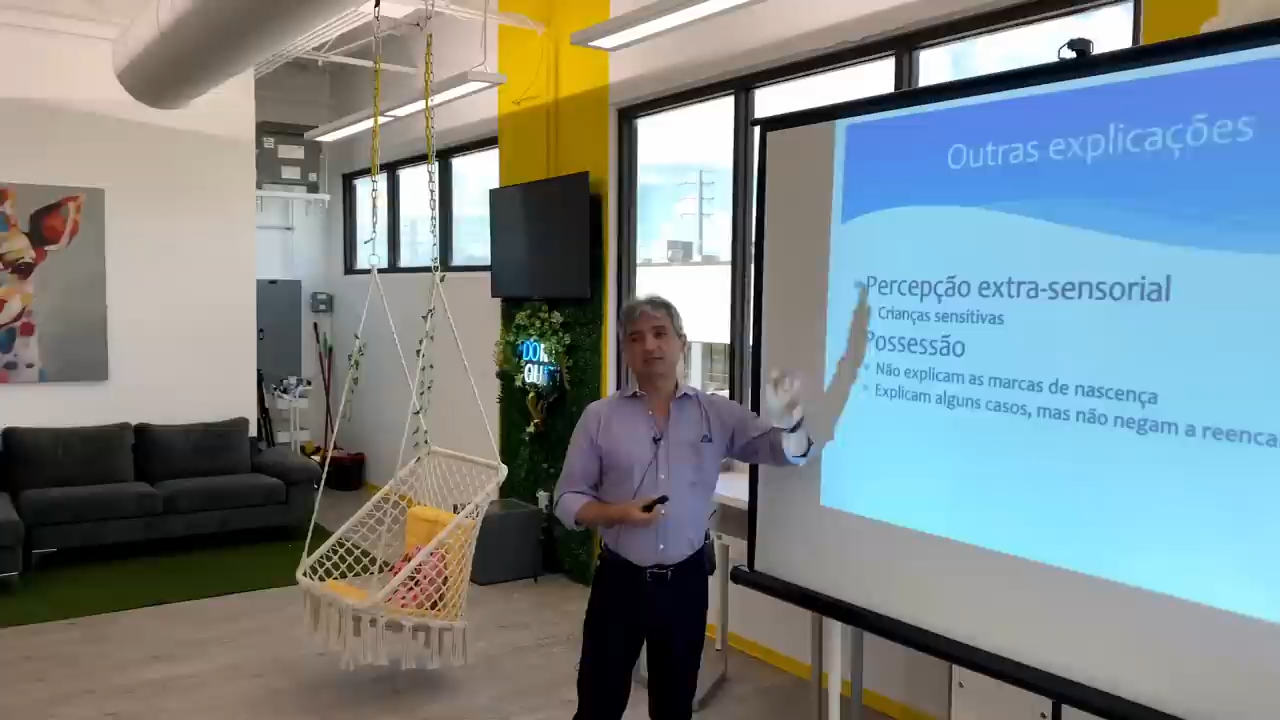 Outras explicações
Percepção extra-sensorial
Crianças sensitivas
Possessão
Não explicam as marcas de nascença
Explicam alguns casos, mas não negam a reenca